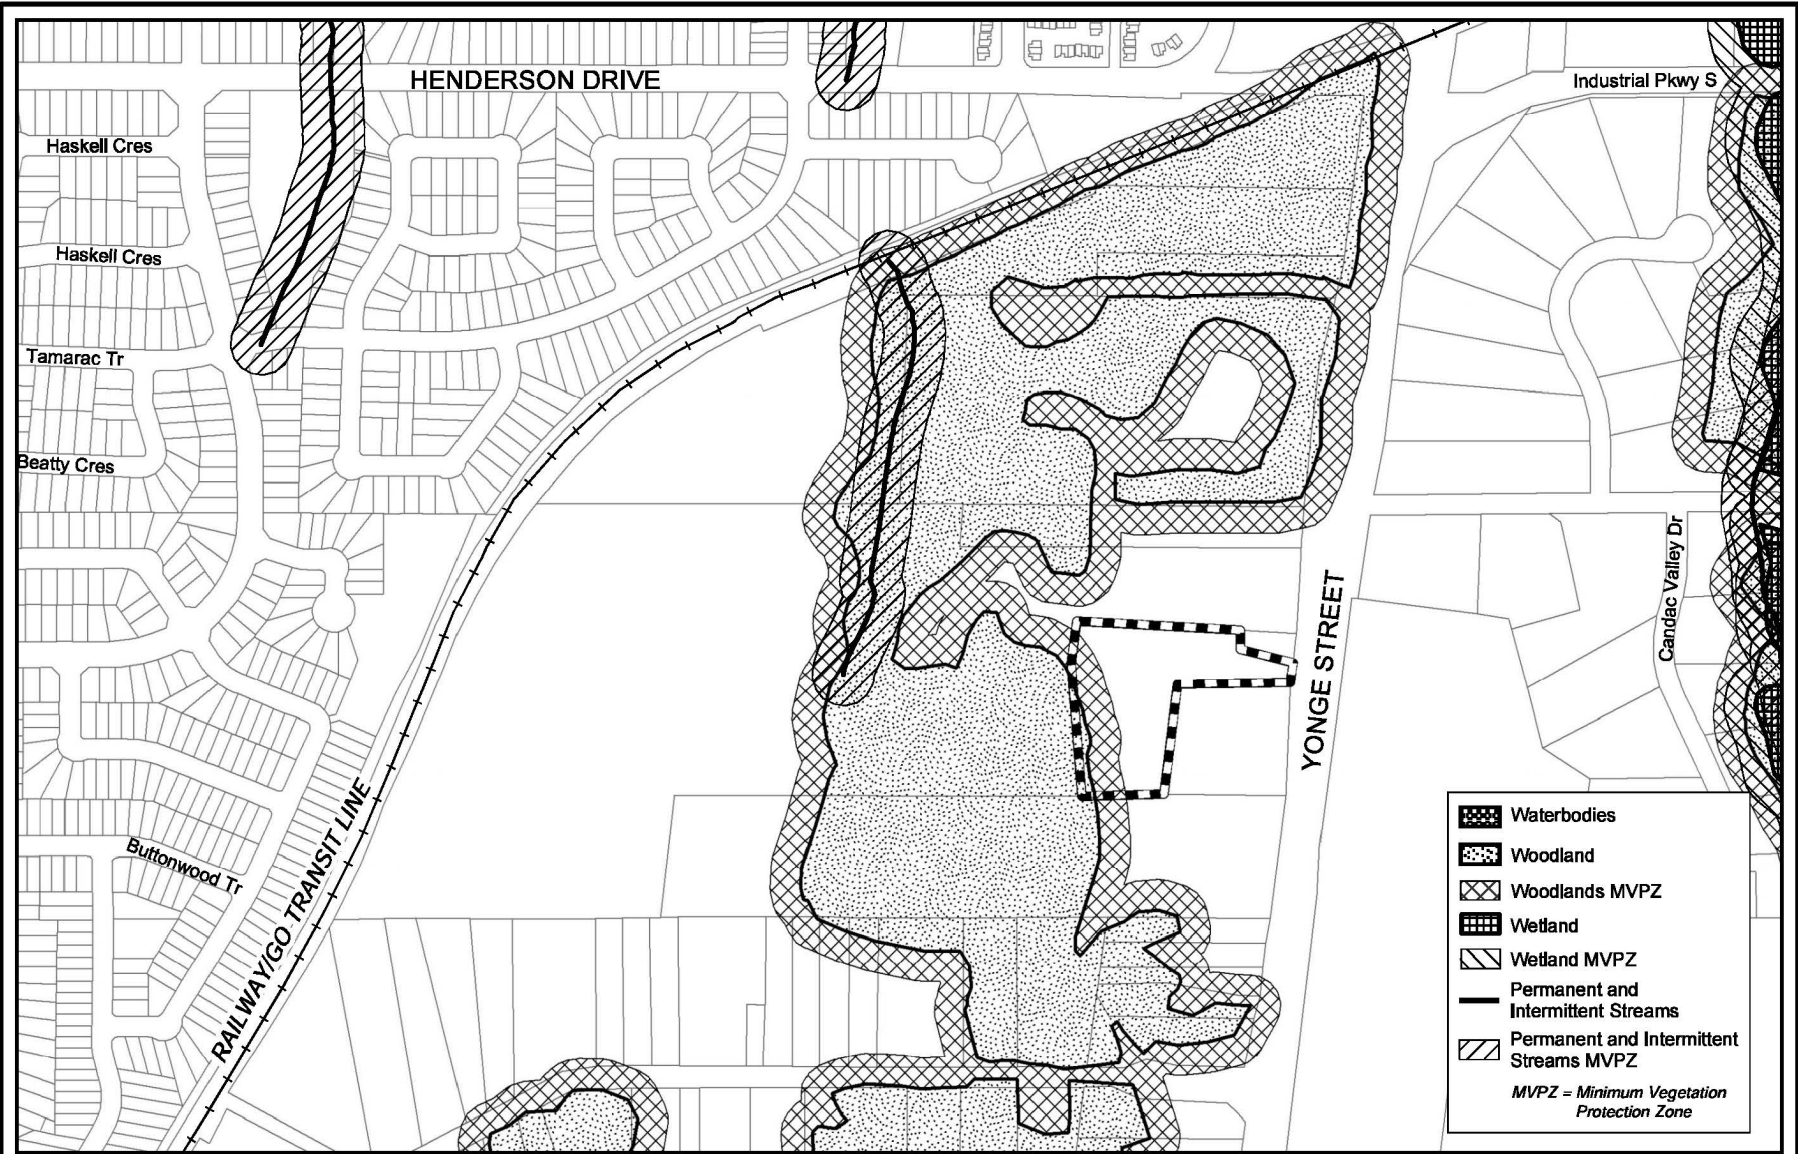 HENDERSON DRIVE
Industrial Pkwy S
Haskell Cres
Haskell Cres
Tamarac Tr
Beatty Cres
Candac Valley Dr
YONGE STREET
RAILWAY/GO TRANSIT LINE
Buttonwood Tr
Waterbodies
Woodland
Woodlands MVPZ
Wetland
Wetland MVPZ
Permanent and
Intermittent Streams
Permanent and Intermittent
Streams MVPZ
MVPZ = Minimum Vegetation
Protection Zone